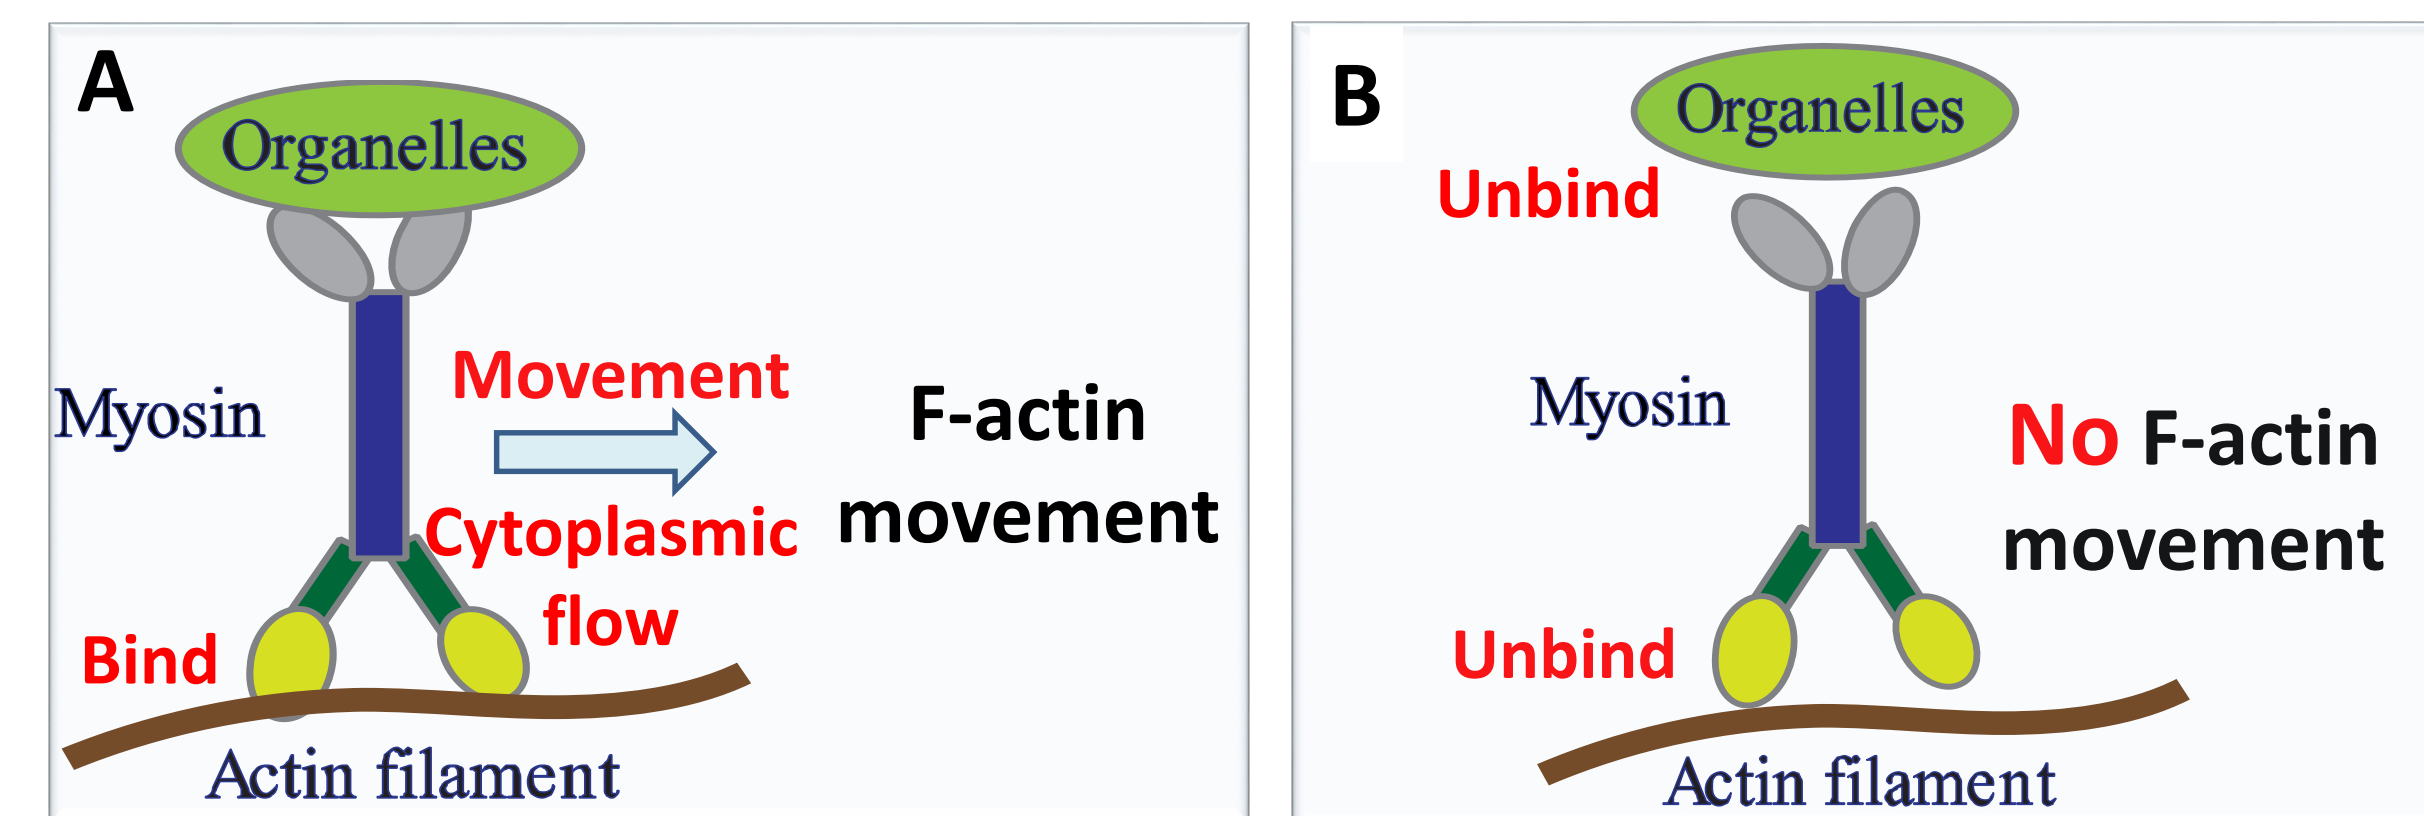 A
Organelles
Myosin
Movement
Cytoplasmic
flow
F-actin
movement
Bind
Actin filament
B
Organelles
Unbind
Myosin
No F-actin
movement
Unbind
Actin filament